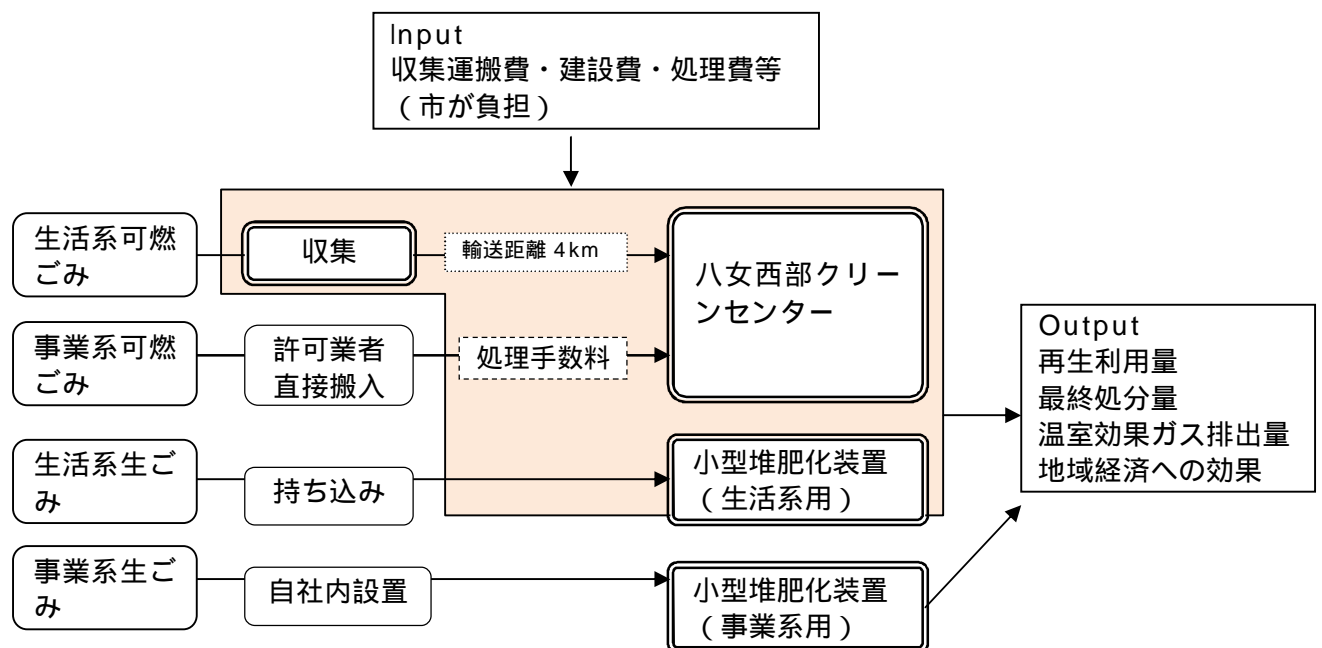 Input
収集運搬費・建設費・処理費等
（市が負担）
生活系可燃
ごみ
収集
輸送距離 4km
八女西部クリー
ンセンター
事業系可燃
ごみ
許可業者
直接搬入
処理手数料
生活系生ご
み
持ち込み
小型堆肥化装置
（生活系用）
事業系生ご
み
自社内設置
小型堆肥化装置
（事業系用）
Output
再生利用量
最終処分量
温室効果ガス排出量
地域経済への効果